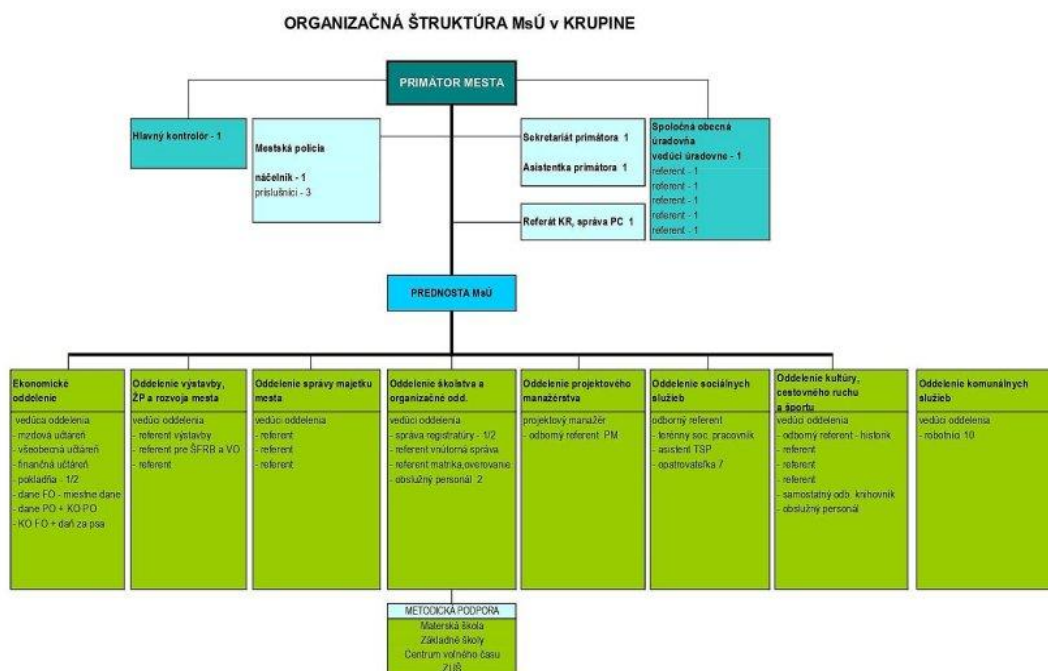 ORGANIZAČNÁ ŠTRUKTÚRA MsÚ v KRUPINE
PRIMÁTOR MESTA
Hlavný kontrolór - 1
Mestská polícia
náčelník - 1
príslušníci - 3
Sekretariát primátora 1
Asistentka primátora 1
Referát KR, správa PC 1
Spoločná obecná
úradovňa
vedúci úradovne - 1
referent - 1
referent - 1
referent - 1
referent - 1
referent - 1
PREDNOSTA MsÚ
Ekonomické
oddelenie
vedúca oddelenia
- mzdová učtáreň
- všeobecná učtáreň
- finančná učtáreň
- pokladňa - 1/2
- dane FO - miestne dane
- dane PO + KO PO
- KO FO + daň za psa
Oddelenie výstavby,
ŽP a rozvoja mesta
vedúci oddelenia
- referent výstavby
- referent pre ŠFRB a VO
- referent
Oddelenie správy majetku
mesta
vedúci oddelenia
- referent
- referent
- referent
Oddelenie školstva a
organizačné odd.
vedúci oddelenia
- správa registratúry - 1/2
- referent vnútorná správa
- referent matrika,overovanie
- obslužný personál 2
METODICKÁ PODPORA
Materská škola
Základné školy
Centrum voľného času
ZUŠ
Oddelenie projektového
manažérstva
projektový manažér
- odborný referent PM
Oddelenie sociálnych
služieb
odborný referent
- terénny soc. pracovník
- asistent TSP
- opatrovateľka 7
Oddelenie kultúry,
cestovného ruchu
a športu
vedúci oddelenia
- odborný referent - historik
- referent
- referent
- referent
- samostatný odb. knihovník
- obslužný personál
Oddelenie komunálnych
služieb
vedúci oddelenia
- robotníci 10